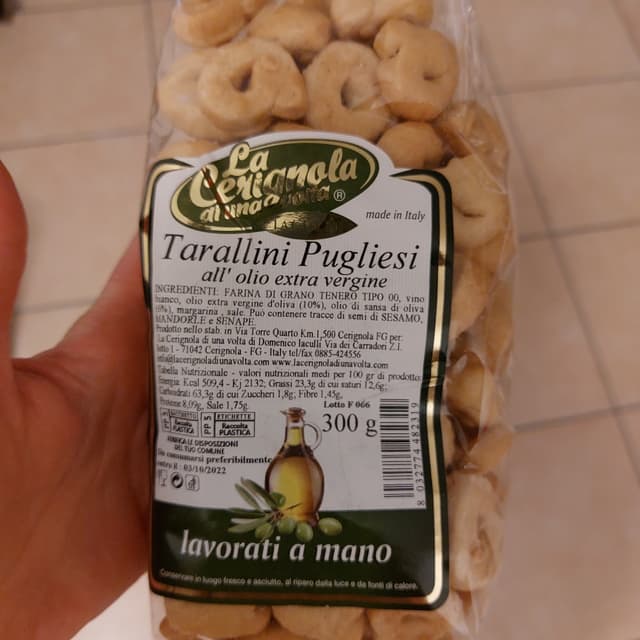 La
Cerignola
di una volta ®
made in Italy
Tarallini Pugliesi
all' olio extra vergine
INGREDIENTI: FARINA DI GRANO TENERO TIPO 00, vino
bianco, olio extra vergine d'oliva (10%), olio di sansa di oliva
margarina , sale. Può contenere tracce di semi di SESAMO,
MANDORLE e SENAPE.
Prodotto nello stab. in Via Torre Quarto Km.1,500 Cerignola FG per:
La Cerignola di una volta di Domenico Iaculli Via dei Carradori Z.I.
lotto 1 - 71042 Cerignola - FG - Italy tel/fax 0885-424556
info@lacerignoladiunavolta.com www.lacerignoladiunavolta.com
Tabella Nutrizionale - valori nutrizionali medi per 100 gr di prodotto
Energia: Kcal 509,4 - Kj 2132; Grassi 23,3g di cui saturi 12,6g;
Carboidrati 63,3g di cui Zuccheri 1,8g; Fibre 1,45g,
Proteine 8,09g, Sale 1,75g.
Lotto F 066
SACCHETTO
Raccolta
PLASTICA
PP 5
ETICHETTE
Raccolta
PLASTICA
300 g
VERIFICA LE DISPOSIZIONI
DEL TUO COMUNE
Da consumarsi preferibilmente
entro il : 03/10/2022
8 032774 482319
lavorati a mano
Conservare in luogo fresco e asciutto, al riparo dalla luce e da fonti di calore.